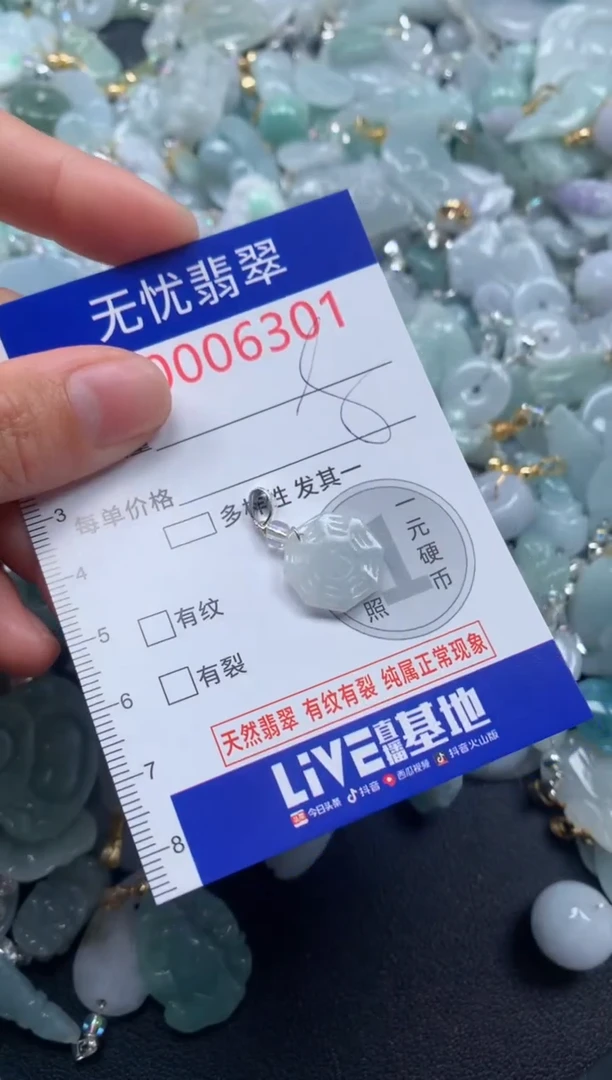 无忧翡翠
0006301
每单价格
多样性 发其一
一元硬币
1
照
有纹
有裂
天然翡翠 有纹有裂 纯属正常现象
LiVE直播基地
今日头条 抖音 西瓜视频 抖音火山版
3
4
5
6
7
8